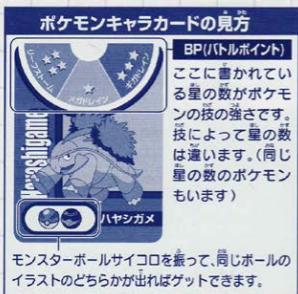 ポケモンキャラカードの見方
BP(バトルポイント)
リーフストーム
メガドレイン
ギガドレイン
Hayashigame
ハヤシガメ
ここに書かれてい
る星の数がポケモ
ンの技の強さです。
技によって星の数
は違います。(同じ
星の数のポケモン
もいます)
モンスターボールサイコロを振って、同じボールの
イラストのどちらかが出ればゲットできます。